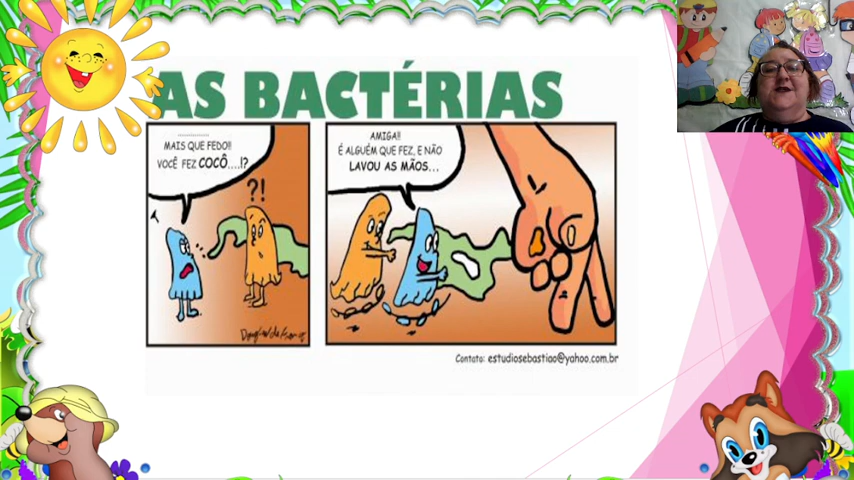 AS BACTÉRIAS
MAIS QUE FEDO!!
VOCÊ FEZ COCÔ....!?
?!
AMIGA!!
É ALGUÉM QUE FEZ, E NÃO
LAVOU AS MÃOS...
Contato: estudiosebastiao@yahoo.com.br